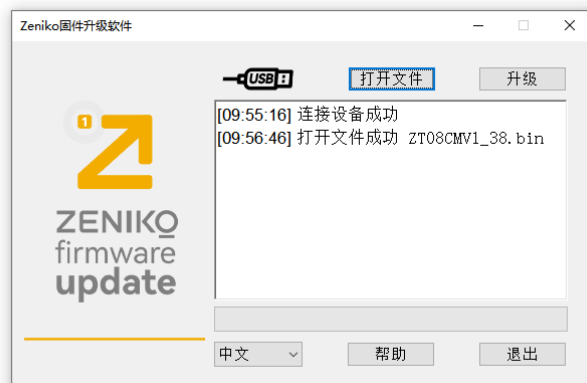 Zeniko固件升级软件
USB
打开文件
升级
[09:55:16] 连接设备成功
[09:56:46] 打开文件成功 ZT08CMV1_38.bin
1
ZENIKO
firmware
update
中文
帮助
退出